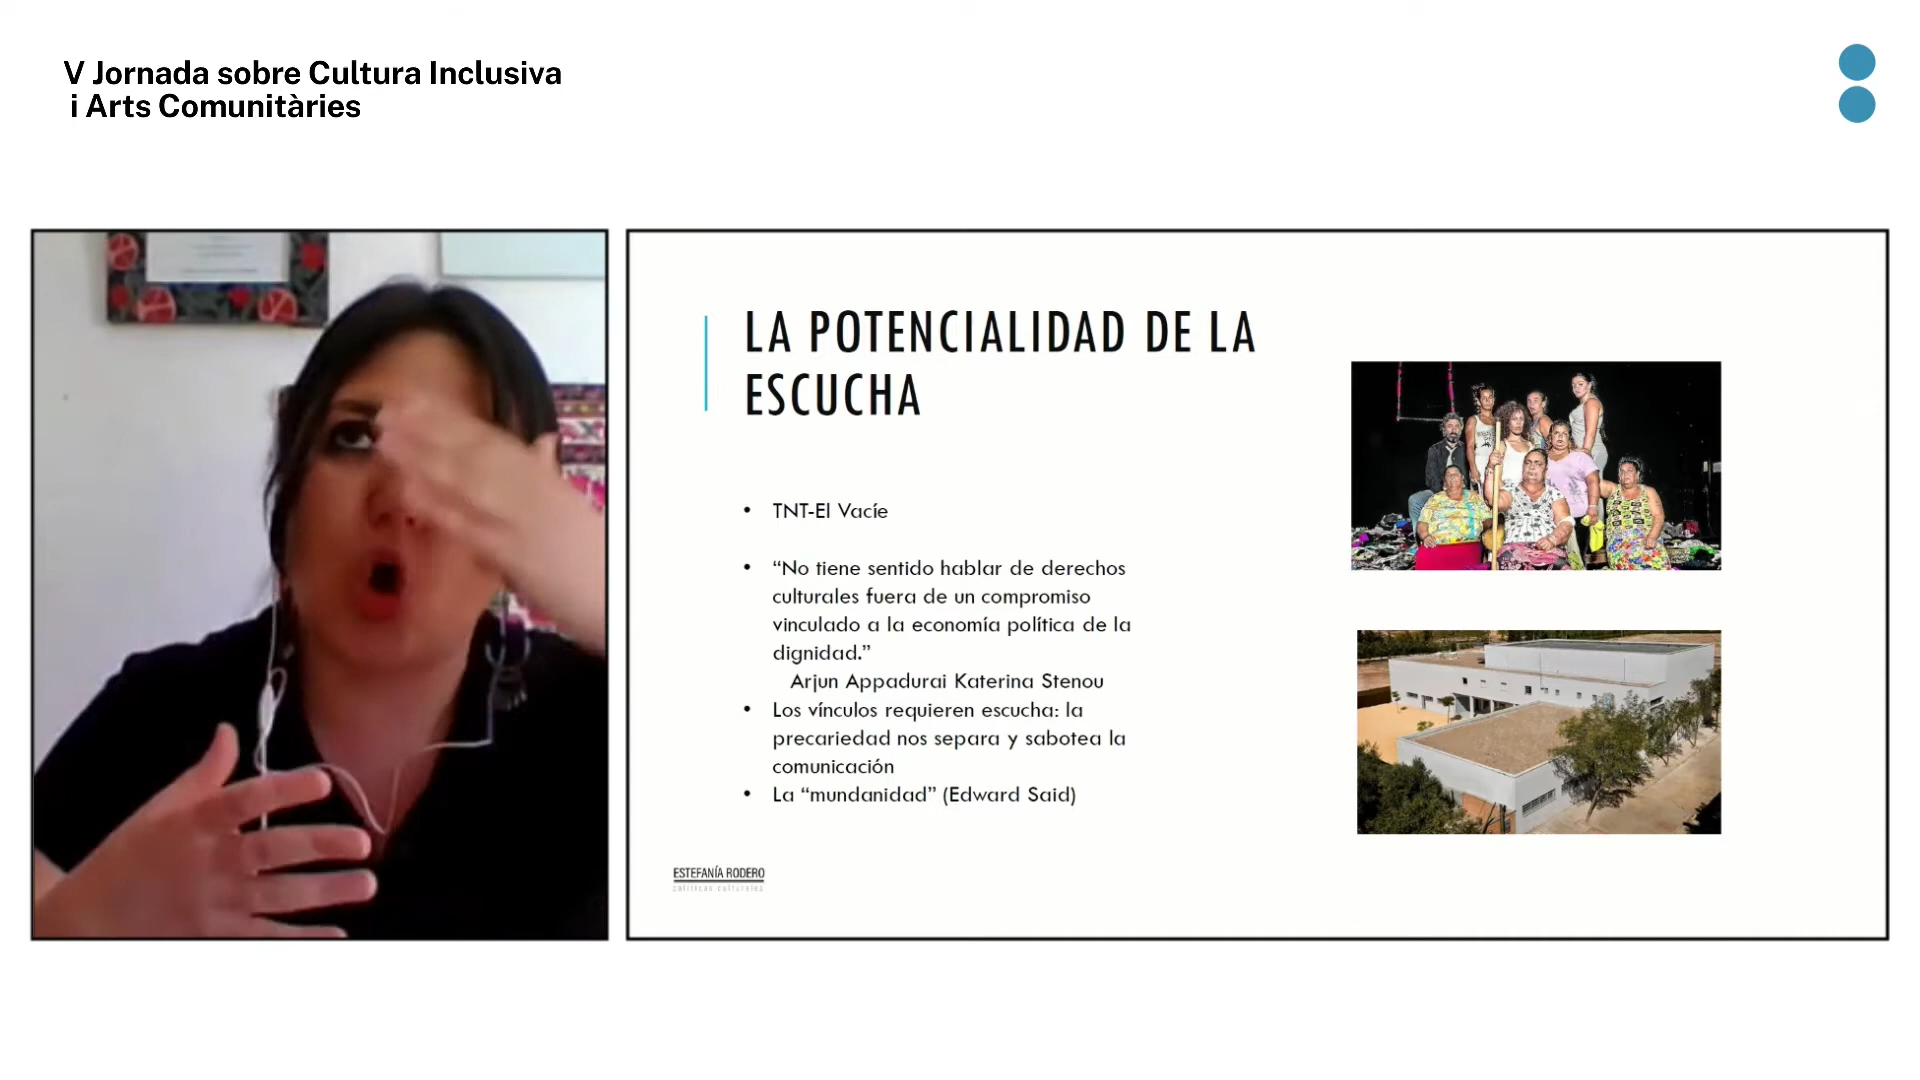 V Jornada sobre Cultura Inclusiva
i Arts Comunitàries
LA POTENCIALIDAD DE LA
ESCUCHA
• TNT-El Vacíe
• “No tiene sentido hablar de derechos
culturales fuera de un compromiso
vinculado a la economía política de la
dignidad.”
Arjun Appadurai Katerina Stenou
• Los vínculos requieren escucha: la
precariedad nos separa y sabotea la
comunicación
• La “mundanidad” (Edward Said)
ESTEFANÍA RODERO
políticas culturales